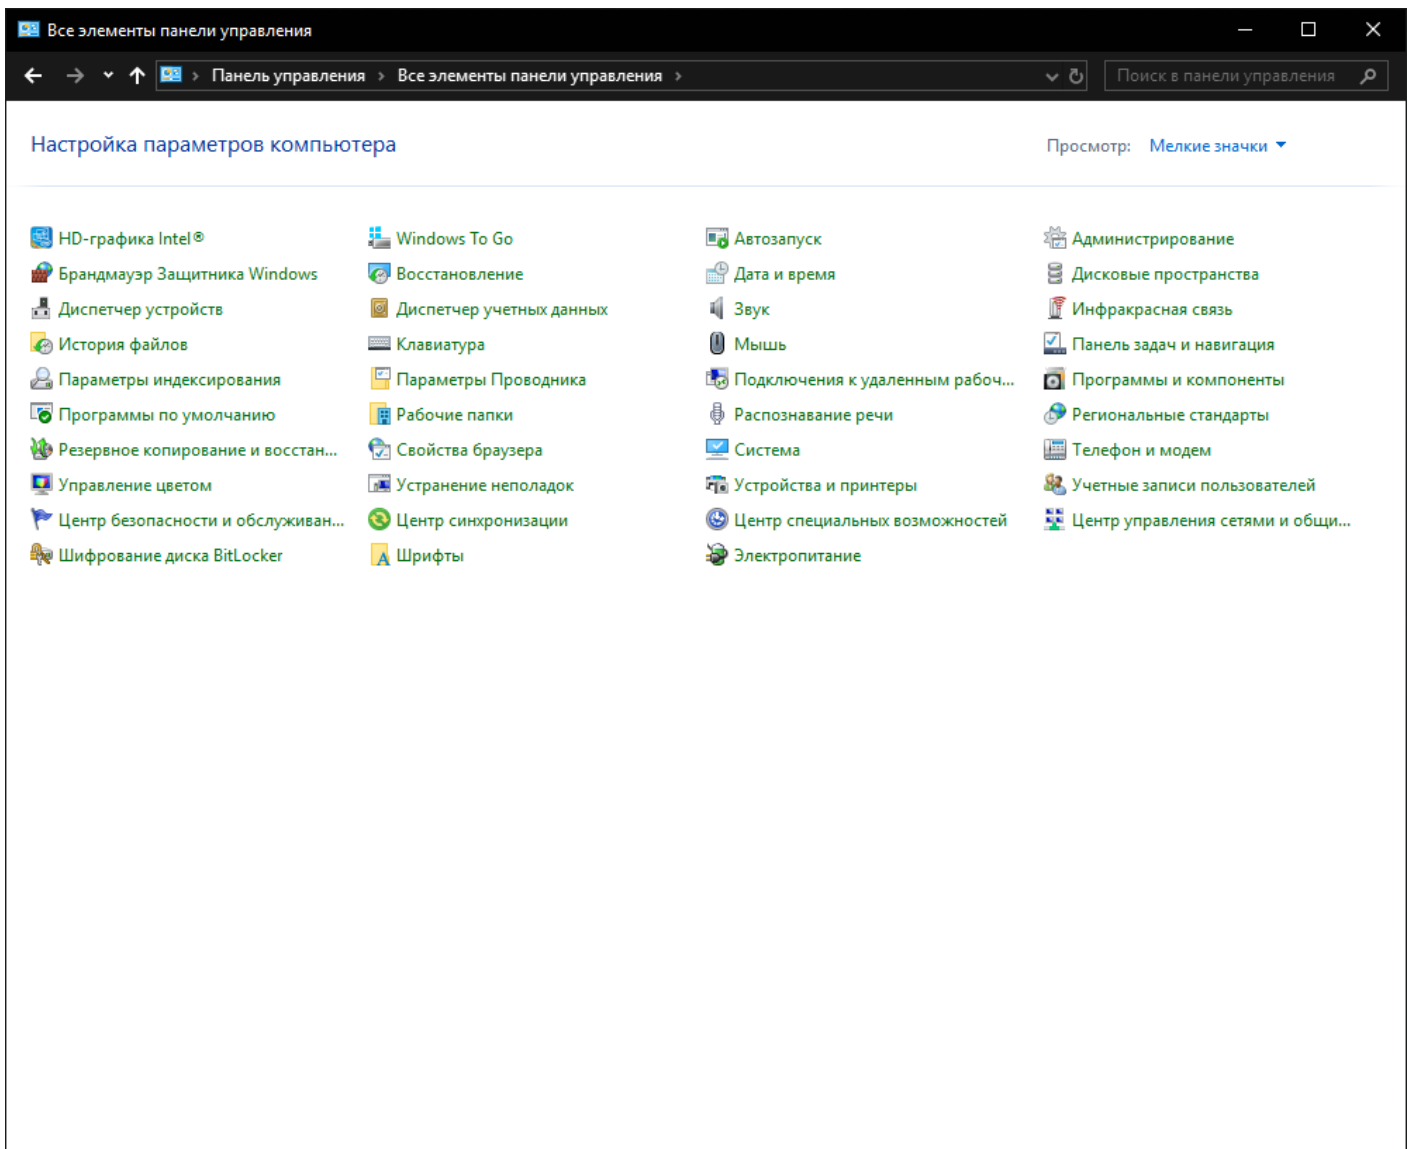 Все элементы панели управления
Панель управления > Все элементы панели управления >
Поиск в панели управления
Настройка параметров компьютера
Просмотр: Мелкие значки
HD-графика Intel®
Windows To Go
Автозапуск
Администрирование
Брандмауэр Защитника Windows
Восстановление
Дата и время
Дисковые пространства
Диспетчер устройств
Диспетчер учетных данных
Звук
Инфракрасная связь
История файлов
Клавиатура
Мышь
Панель задач и навигация
Параметры индексирования
Параметры Проводника
Подключения к удаленным рабоч...
Программы и компоненты
Программы по умолчанию
Рабочие папки
Распознавание речи
Региональные стандарты
Резервное копирование и восстан...
Свойства браузера
Система
Телефон и модем
Управление цветом
Устранение неполадок
Устройства и принтеры
Учетные записи пользователей
Центр безопасности и обслуживан...
Центр синхронизации
Центр специальных возможностей
Центр управления сетями и общи...
Шифрование диска BitLocker
Шрифты
Электропитание